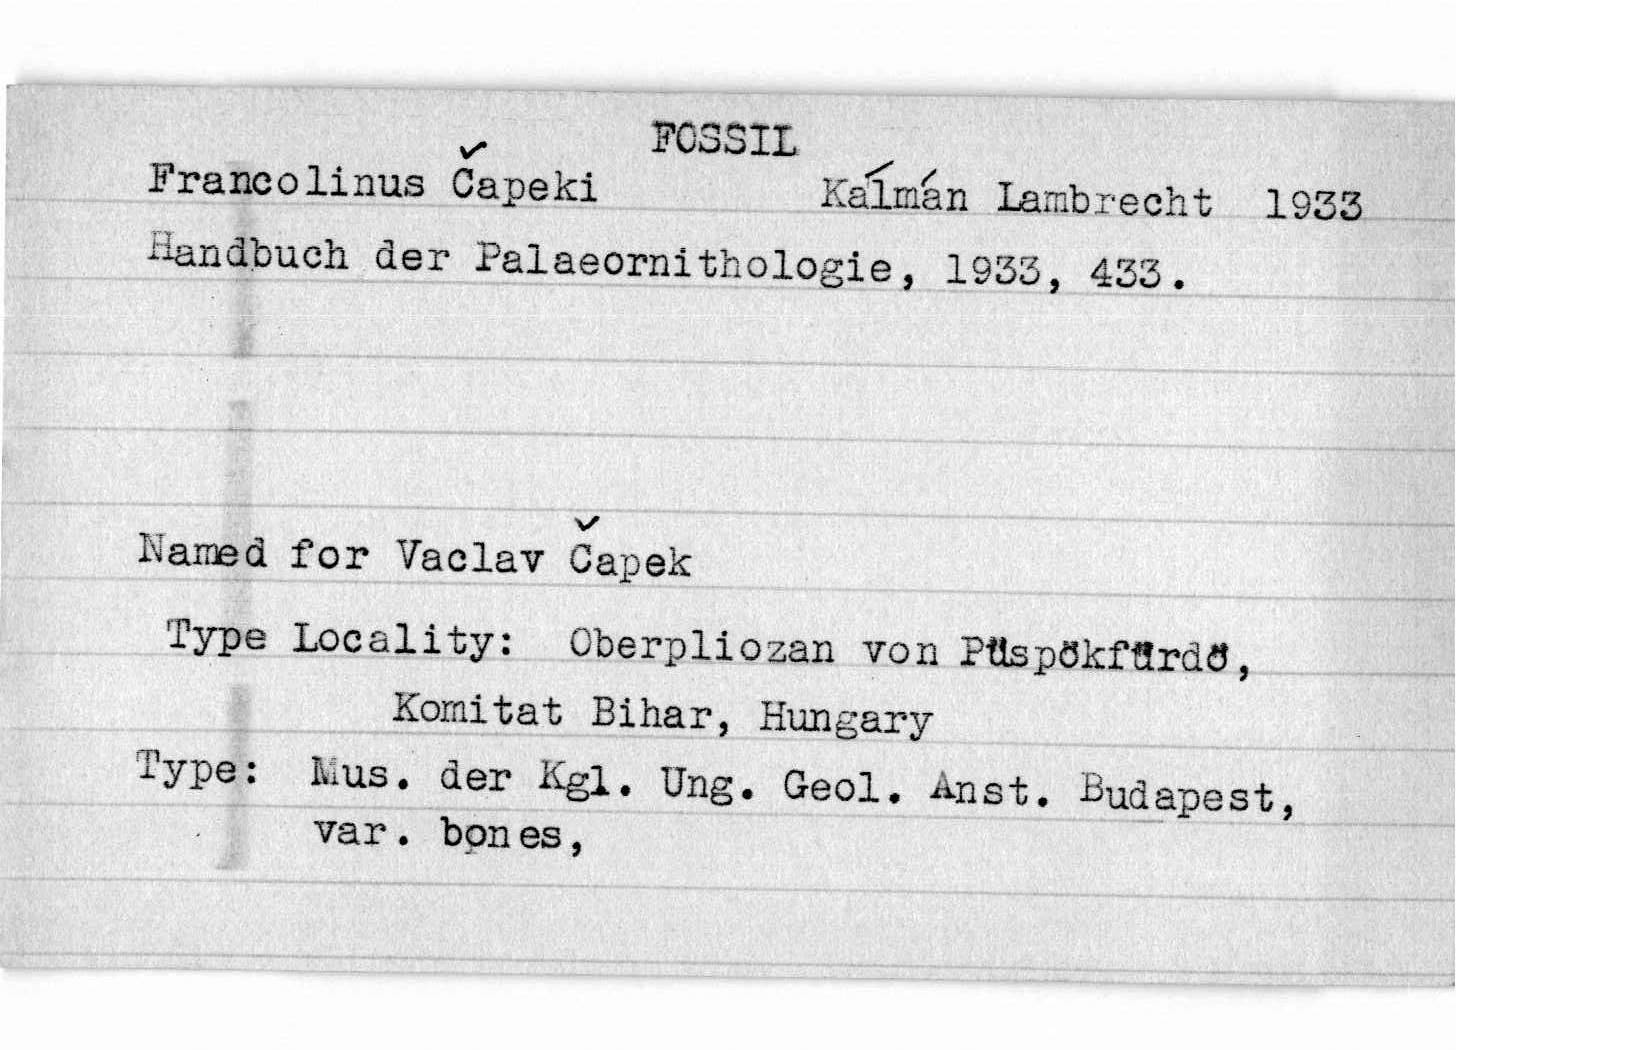 FOSSIL
Francolinus Čapeki Kálmán Lambrecht 1933
Handbuch der Palaeornithologie, 1933, 433.
Named for Vaclav Čapek
Type Locality: Oberpliozan von Püspökfürdö,
Komitat Bihar, Hungary
Type: Mus. der Kgl. Ung. Geol. Anst. Budapest,
var. bones,